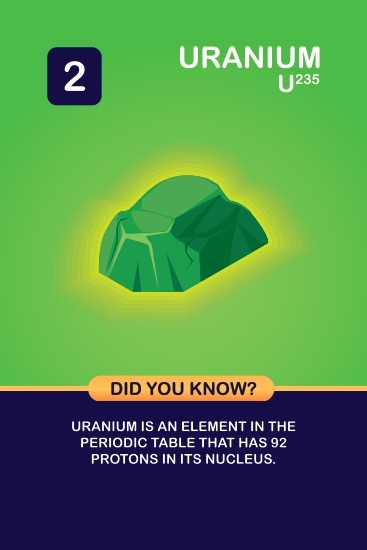 2
URANIUM
U235
DID YOU KNOW?
URANIUM IS AN ELEMENT IN THE
PERIODIC TABLE THAT HAS 92
PROTONS IN ITS NUCLEUS.